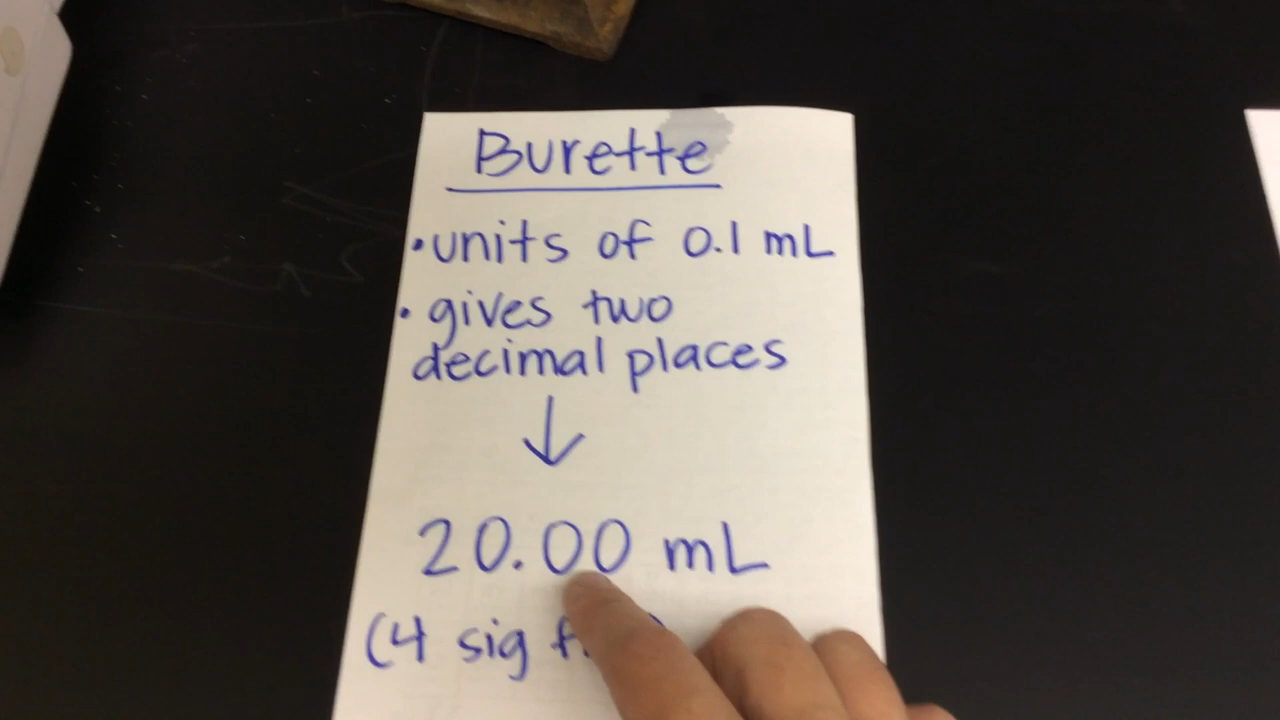 Burette
•units of 0.1 mL
• gives two
decimal places
↓
20.00 mL
(4 sig